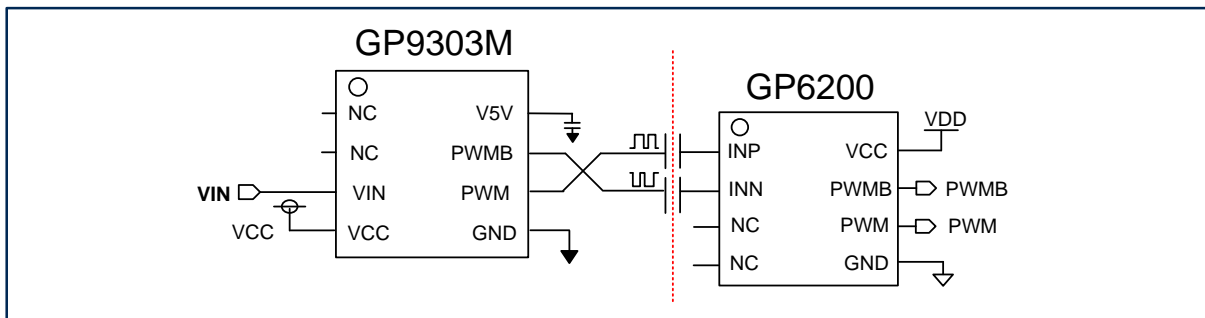 GP9303M
NC
NC
VIN
VCC
V5V
PWMB
PWM
GND
VIN
VCC
GP6200
INP
INN
NC
NC
VCC
PWMB
PWM
GND
VDD
PWMB
PWM